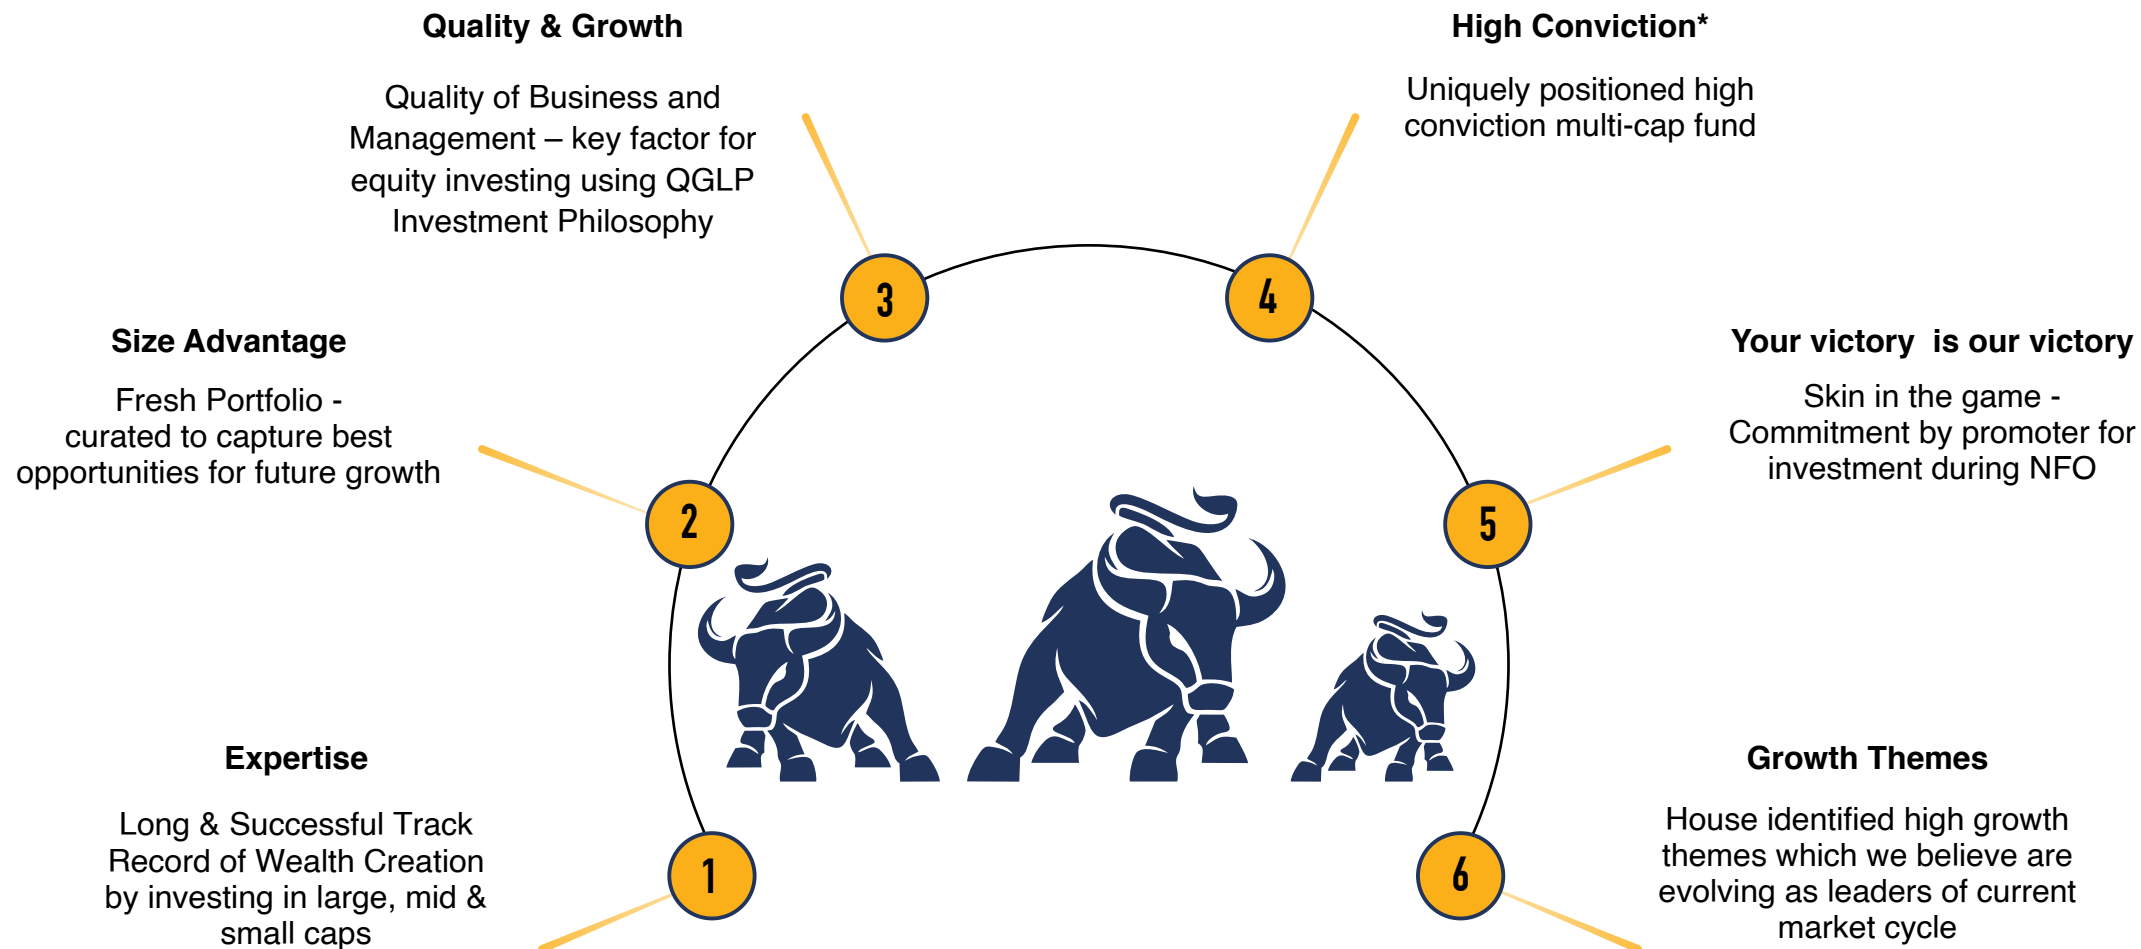 Quality & Growth
Quality of Business and
Management – key factor for
equity investing using QGLP
Investment Philosophy
High Conviction*
Uniquely positioned high
conviction multi-cap fund
3
4
Size Advantage
Fresh Portfolio -
curated to capture best
opportunities for future growth
Your victory  is our victory
Skin in the game -
Commitment by promoter for
investment during NFO
2
5
Expertise
Long & Successful Track
Record of Wealth Creation
by investing in large, mid &
small caps
Growth Themes
House identified high growth
themes which we believe are
evolving as leaders of current
market cycle
1
6